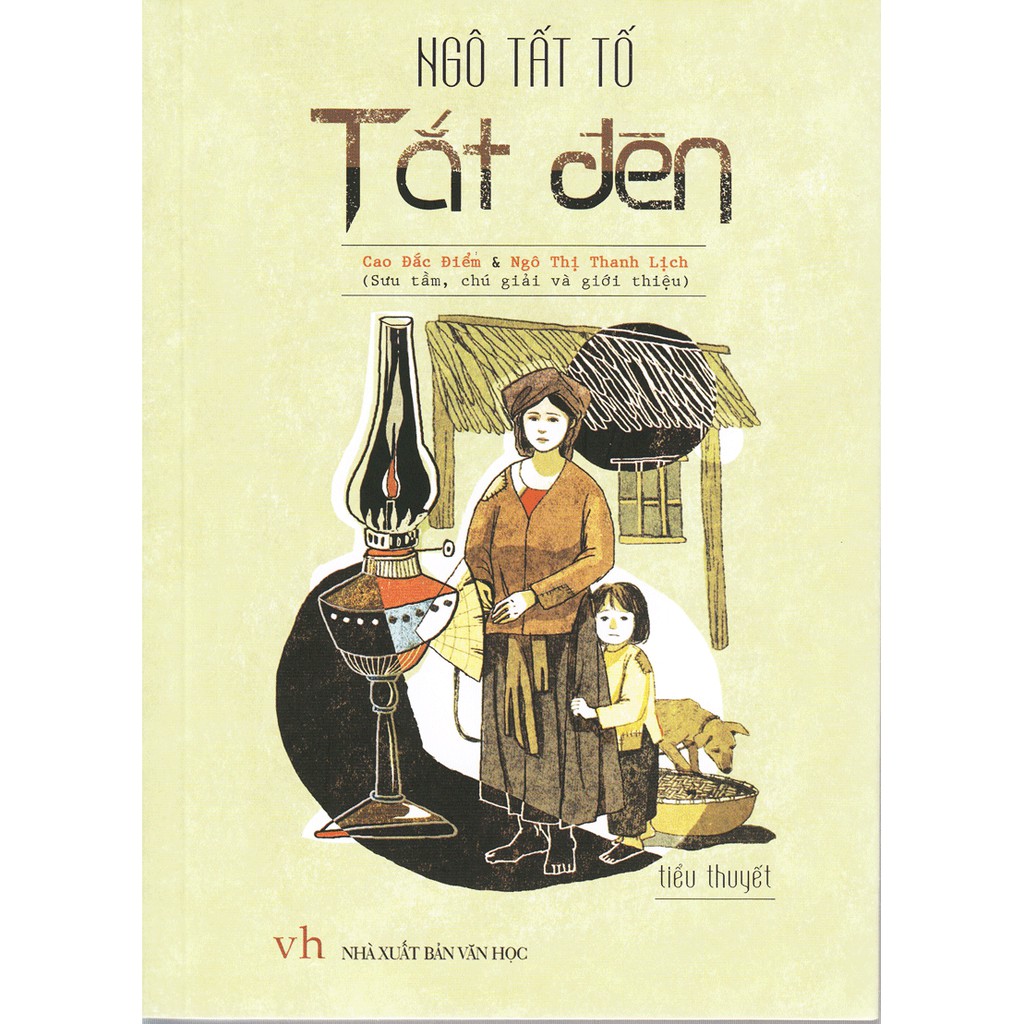 NGÔ TẤT TỐ
Tắt đèn
Cao Đắc Điểm & Ngô Thị Thanh Lịch
(Sưu tầm, chú giải và giới thiệu)
tiểu thuyết
vh NHÀ XUẤT BẢN VĂN HỌC